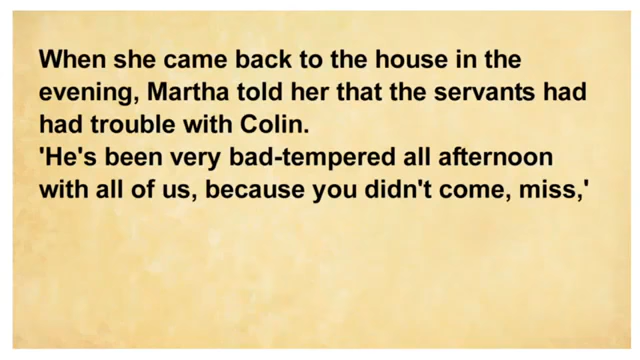 When she came back to the house in the
evening, Martha told her that the servants had
had trouble with Colin.
'He's been very bad-tempered all afternoon
with all of us, because you didn't come, miss,'